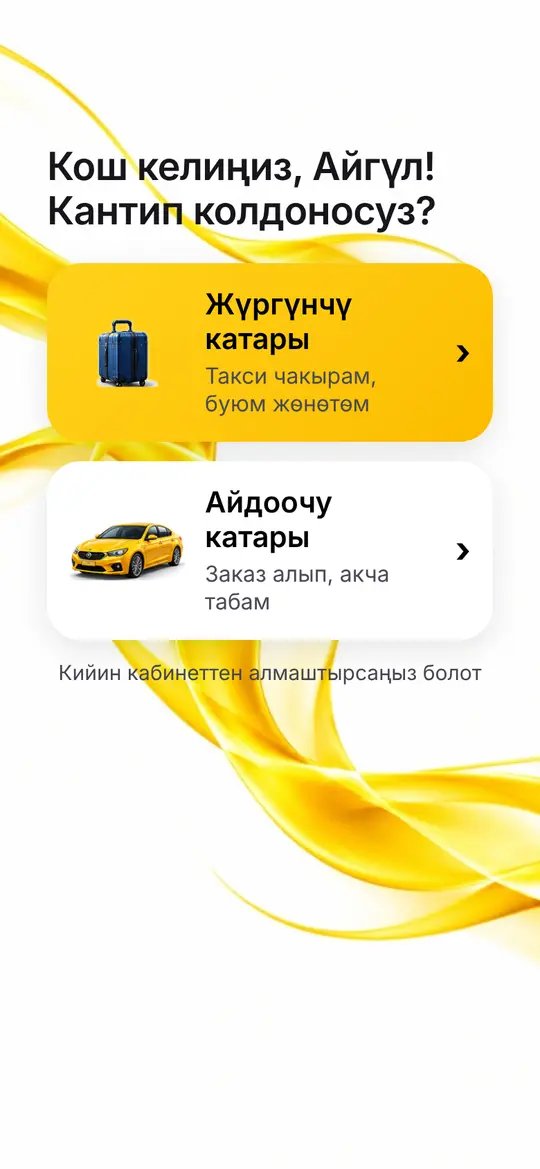 Кош келиңиз, Айгүл!
Кантип колдоносуз?
Жүргүнчү
катары
Такси чакырам,
буюм жөнөтөм
Айдоочу
катары
Заказ алып, акча
табам
Кийин кабинеттен алмаштырсаңыз болот